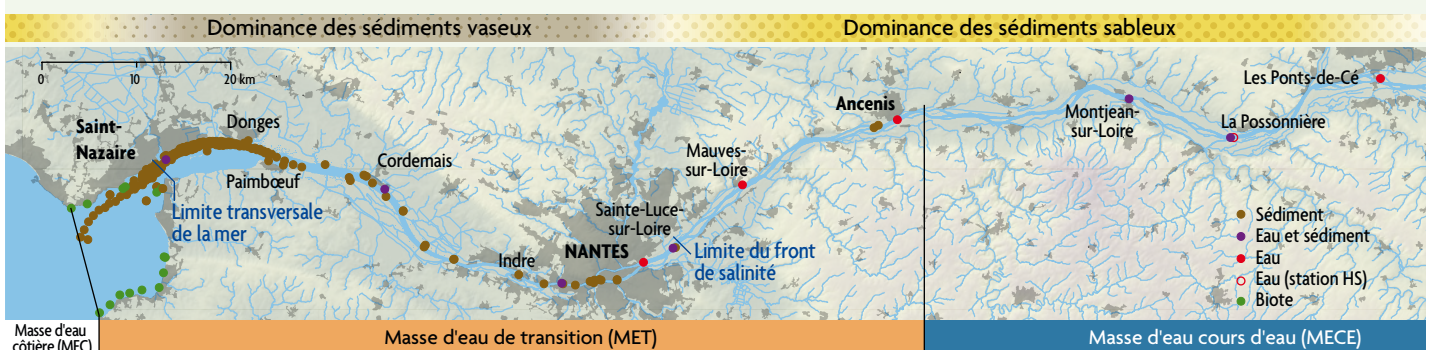 Dominance des sédiments vaseux
Dominance des sédiments sableux
0
10
20 km
Saint-
Nazaire
Donges
Paimbœuf
Cordemais
Limite transversale
de la mer
Indre
NANTES
Sainte-Luce-
sur-Loire
Mauves-
sur-Loire
Limite du front
de salinité
Ancenis
Montjean-
sur-Loire
La Possonnière
Les Ponts-de-Cé
Sédiment
Eau et sédiment
Eau
Eau (station HS)
Biote
Masse d'eau
côtière (MEC)
Masse d'eau de transition (MET)
Masse d'eau cours d'eau (MECE)